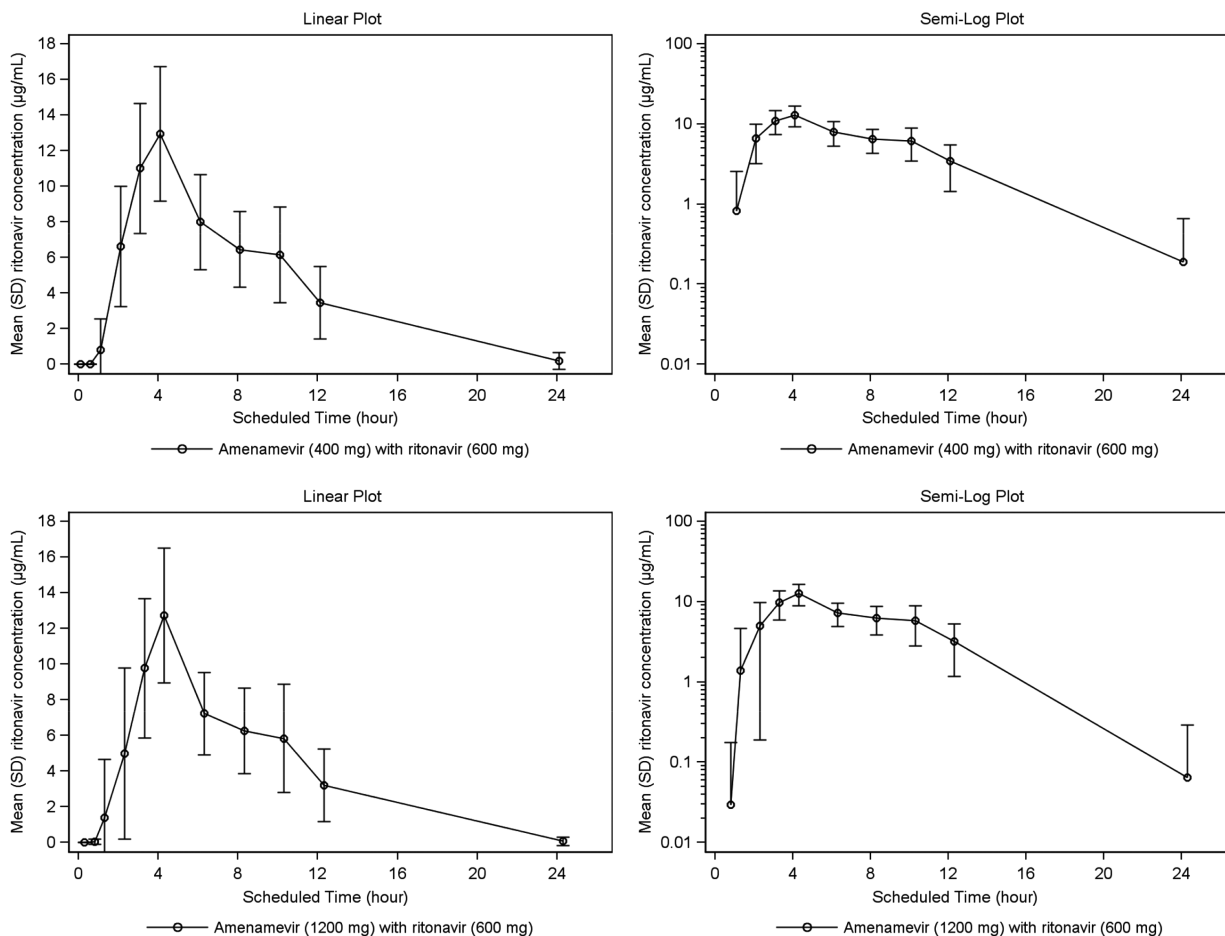 Linear Plot
Mean (SD) ritonavir concentration (µg/mL)
18
16
14
12
10
8
6
4
2
0
0 4 8 12 16 20 24
Scheduled Time (hour)
Amenamevir (400 mg) with ritonavir (600 mg)
Semi-Log Plot
Mean (SD) ritonavir concentration (µg/mL)
100
10
1
0.1
0.01
0 4 8 12 16 20 24
Scheduled Time (hour)
Amenamevir (400 mg) with ritonavir (600 mg)
Linear Plot
Mean (SD) ritonavir concentration (µg/mL)
18
16
14
12
10
8
6
4
2
0
0 4 8 12 16 20 24
Scheduled Time (hour)
Amenamevir (1200 mg) with ritonavir (600 mg)
Semi-Log Plot
Mean (SD) ritonavir concentration (µg/mL)
100
10
1
0.1
0.01
0 4 8 12 16 20 24
Scheduled Time (hour)
Amenamevir (1200 mg) with ritonavir (600 mg)